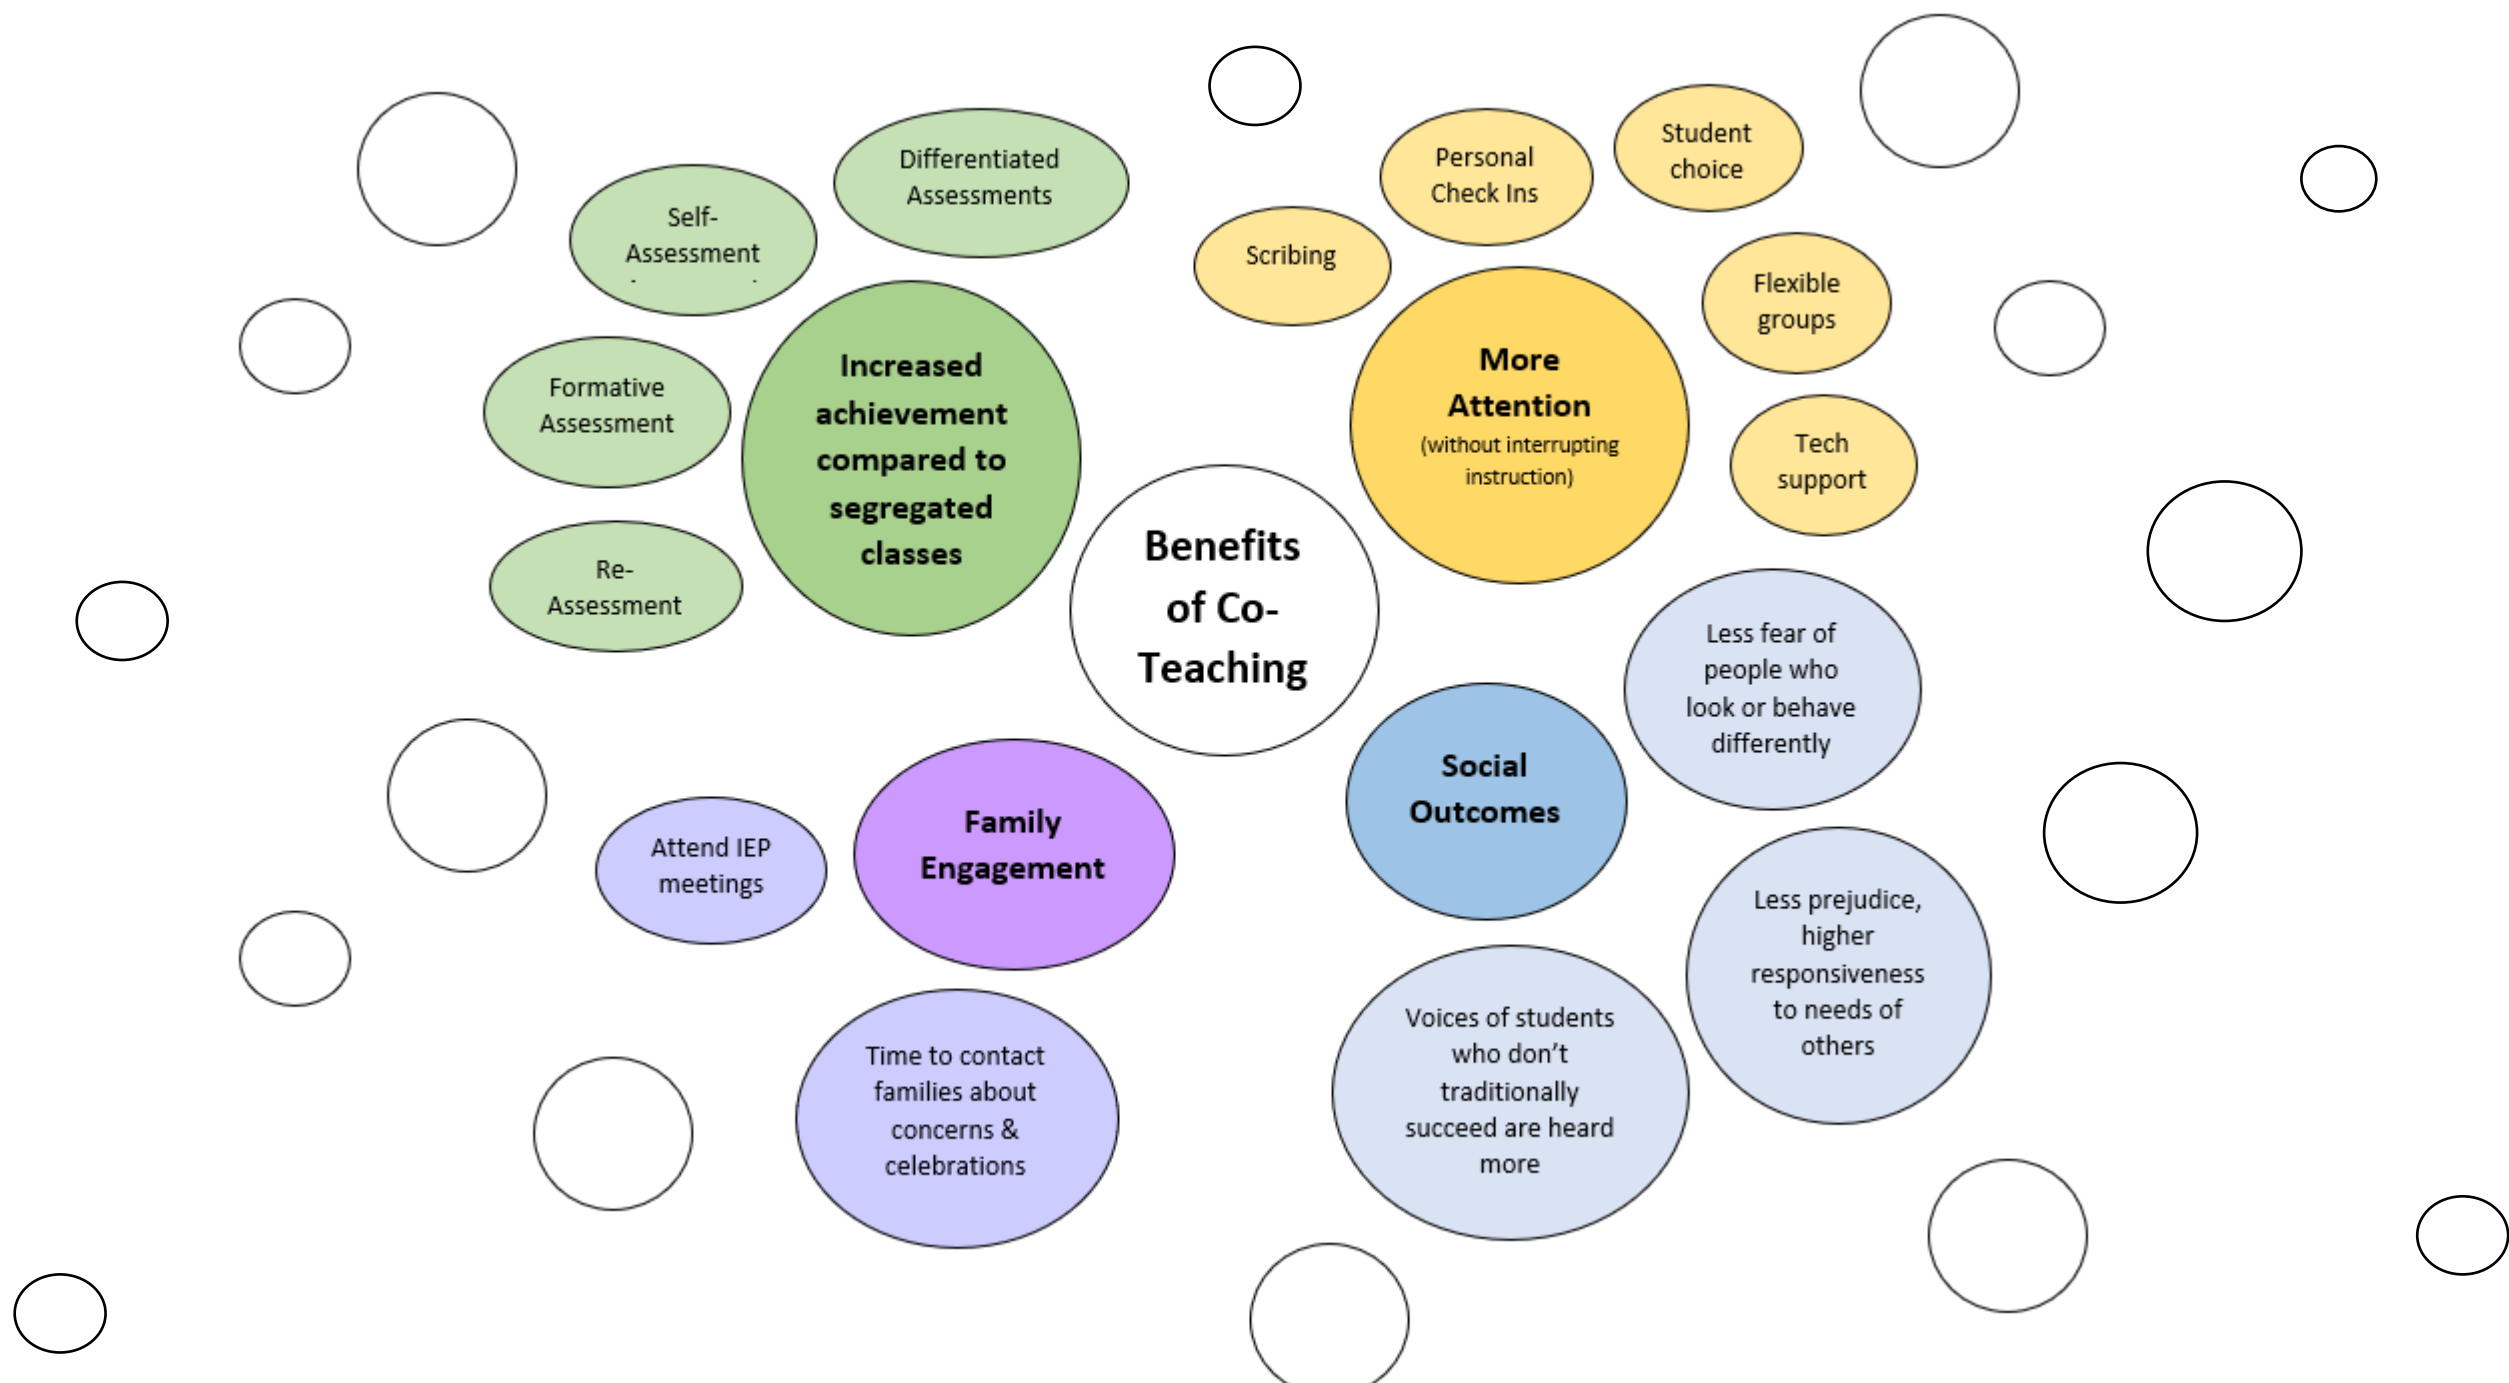 Differentiated
Assessments
Self-
Assessment
Formative
Assessment
Re-
Assessment
Increased
achievement
compared to
segregated
classes
Scribing
Personal
Check Ins
Student
choice
Flexible
groups
Tech
support
More
Attention
(without interrupting
instruction)
Benefits
of Co-
Teaching
Less fear of
people who
look or behave
differently
Social
Outcomes
Less prejudice,
higher
responsiveness
to needs of
others
Voices of students
who don’t
traditionally
succeed are heard
more
Family
Engagement
Attend IEP
meetings
Time to contact
families about
concerns &
celebrations